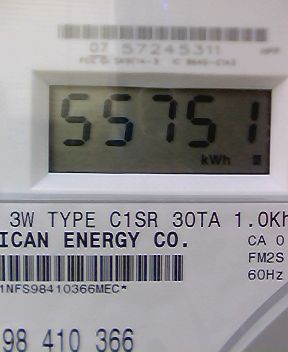 07 57245311
55751
kWh
3W TYPE C1SR 30TA 1.0Kh
ICAN ENERGY CO.
CA 0
FM2S
60Hz
1NFS98410366MEC*
98 410 366